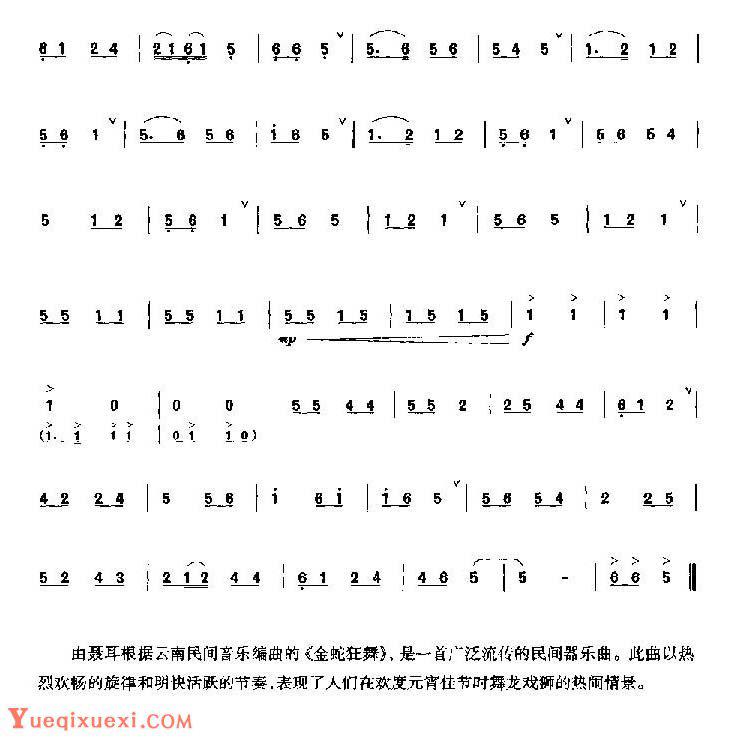 6 1 2 4 | 2 1 6 1 5 | 6 6 5 ∨ | 5. 6 5 6 | 5 4 5 ∨ | 1. 2 1 2 |
5 6 1 ∨ | 5. 6 5 6 | i 6 5 ∨ | 1. 2 1 2 | 5 6 1 ∨ | 5 6 5 4 |
5 1 2 | 5 6 1 ∨ | 5 6 5 | 1 2 1 ∨ | 5 6 5 | 1 2 1 ∨ |
5 5 1 1 | 5 5 1 1 | 5 5 1 5 | 1 5 1 5 | 1 1 | 1 1 |
mp f
1 0 | 0 0 5 5 4 4 | 5 5 2 | 2 5 4 4 | 6 1 2 ∨ |
(1. 1 1 1 | 0 1 1 0)
4 2 2 4 | 5 5 6 | i 6 i | i 6 5 ∨ | 5 6 5 4 | 2 2 5 |
5 2 4 3 | 2 1 2 4 4 | 6 1 2 4 | 4 6 5 | 5 - | 6 6 5 ‖
由聂耳根据云南民间音乐编曲的《金蛇狂舞》,是一首广泛流传的民间器乐曲。此曲以热
烈欢畅的旋律和明快活跃的节奏,表现了人们在欢度元宵佳节时舞龙戏狮的热闹情景。
Yueqixuexi.com